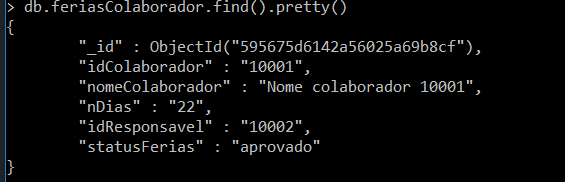 > db.feriasColaborador.find().pretty()
{
        "_id" : ObjectId("595675d6142a56025a69b8cf"),
        "idColaborador" : "10001",
        "nomeColaborador" : "Nome colaborador 10001",
        "nDias" : "22",
        "idResponsavel" : "10002",
        "statusFerias" : "aprovado"
}